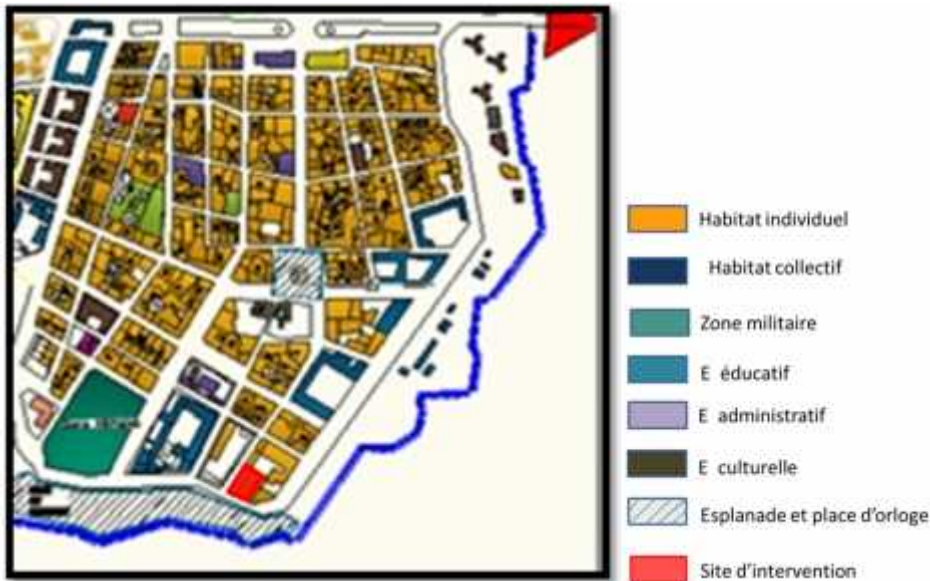 Habitat individuel
Habitat collectif
Zone militaire
E éducatif
E administratif
E culturelle
Esplanade et place d'orloge
Site d'intervention